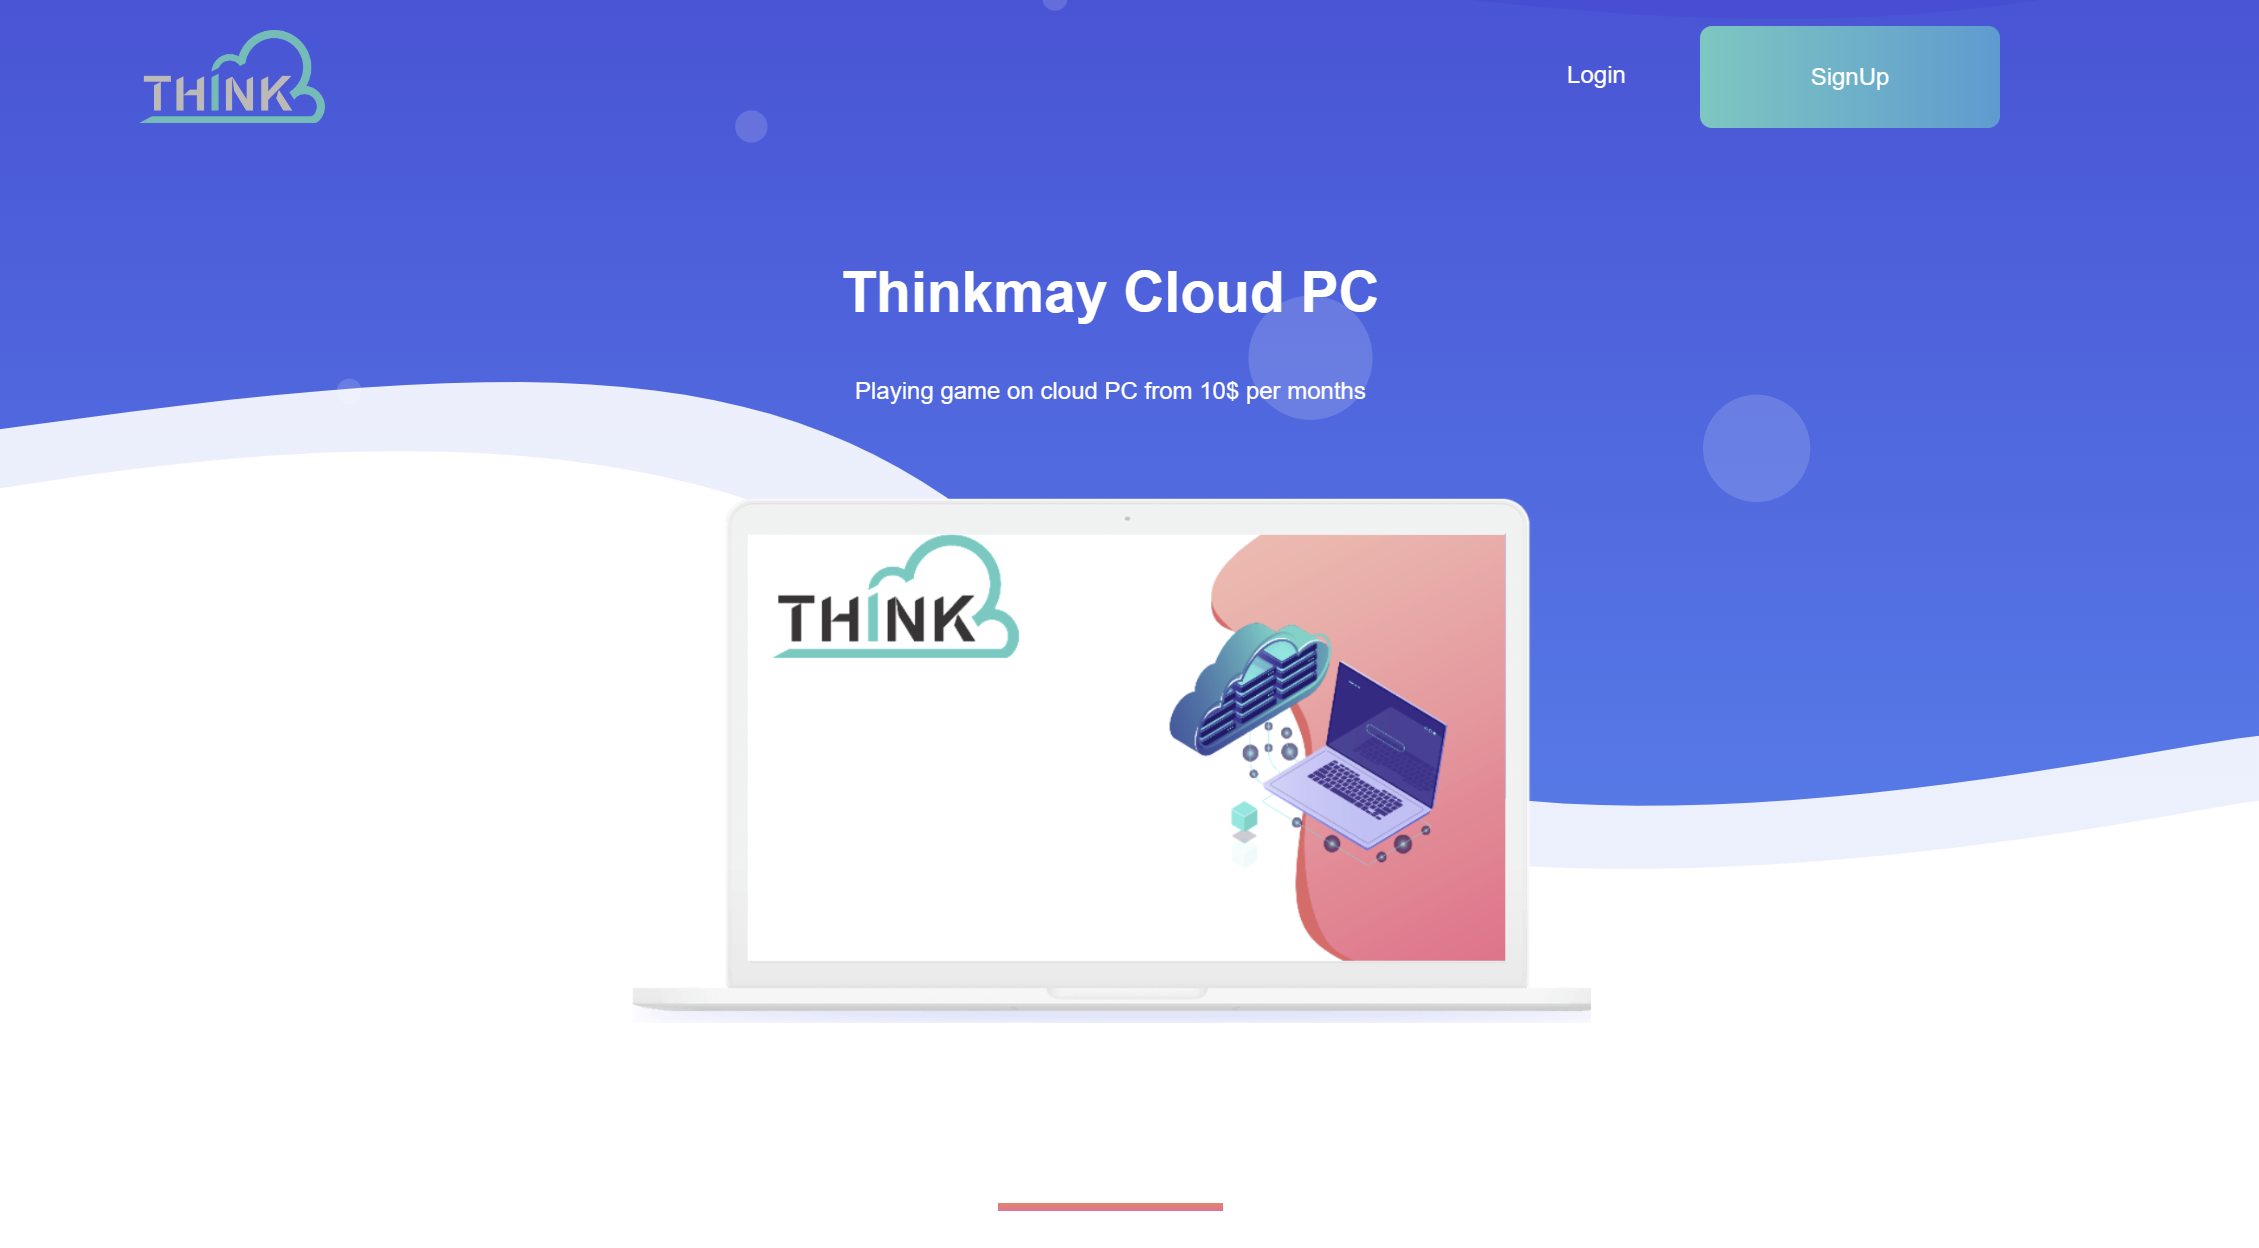 THINK
Login
SignUp
Thinkmay Cloud PC
Playing game on cloud PC from 10$ per months
THINK